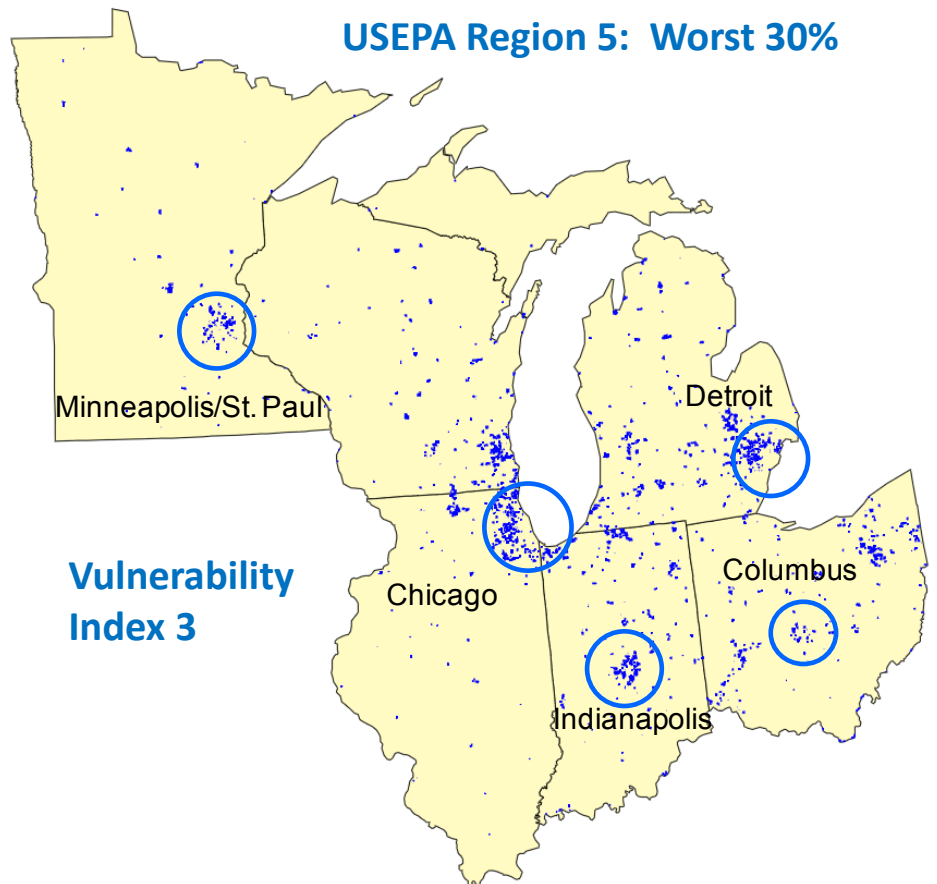 USEPA Region 5:  Worst 30%
Minneapolis/St. Paul
Detroit
Vulnerability
Index 3
Chicago
Columbus
Indianapolis